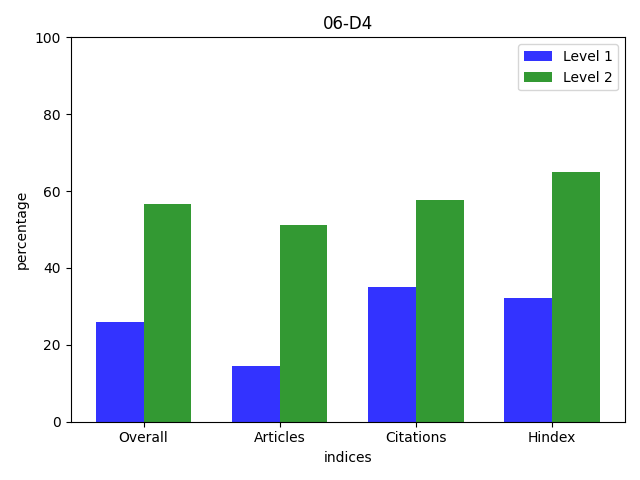 06-D4
100
80
60
40
20
0
percentage
Level 1
Level 2
Overall Articles Citations Hindex
indices